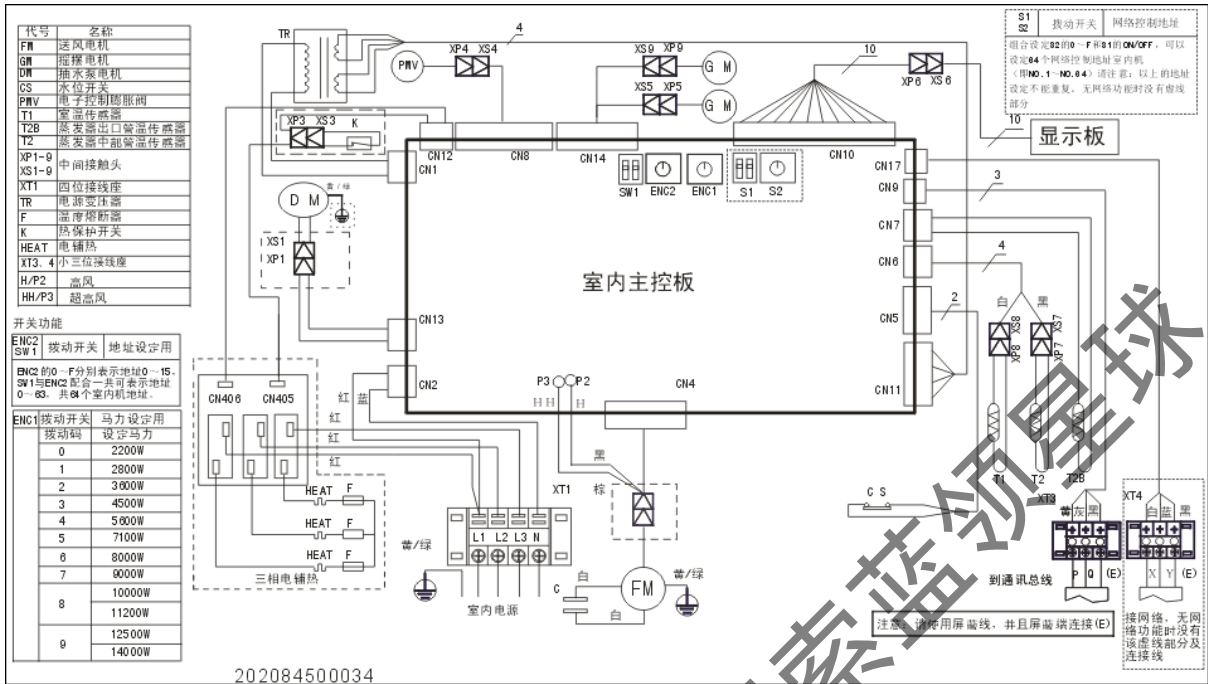 代号 名称
FM 送风电机
GM 摇摆电机
DM 抽水泵电机
CS 水位开关
PMV 电子控制膨胀阀
T1 室温传感器
T2B 蒸发器出口管温传感器
T2 蒸发器中部管温传感器
XP1-9
XS1-9 中间接触头
XT1 四位接线座
TR 电源变压器
F 温度熔断器
K 热保护开关
HEAT 电辅热
XT3、4 小三位接线座
H/P2 高风
HH/P3 超高风
开关功能
ENC2
SW1 拨动开关 地址设定用
ENC2的0～F分别表示地址0～15，
SW1与ENC2配合一共可表示地址
0～63，共64个室内机地址。
ENC1 拨动开关 马力设定用
拨动码 设定马力
0 2200W
1 2800W
2 3600W
3 4500W
4 5600W
5 7100W
6 8000W
7 9000W
8 10000W
11200W
9 12500W
14000W
202084500034
TR
4
PMV
XP4 XS4
XS9 XP9
G M
XS5 XP5
G M
10
XP6 XS6
S1
S2 拨动开关 网络控制地址
组合设定S2的0～F和S1的ON/OFF，可以
设定64个网络控制地址室内机
（即NO.1～NO.64）请注意：以上的地址
设定不能重复，无网络功能时没有虚线
部分
10
显示板
XP3 XS3 K
CN12 CN8 CN14 CN10
CN17
CN1
SW1 ENC2 ENC1 S1 S2
CN9
3
D M
黄/绿
CN7
XS1
XP1
CN6
4
室内主控板
白 黑
CN5
2
XS8 XS7
XP8 XP7
CN13
CN2
P3 P2
CN4
CN11
HH H
红 蓝
红
红
红
CN406 CN405
黑
棕
T1 T2 T2B
HEAT F
HEAT F
HEAT F
三相电辅热
XT1
L1 L2 L3 N
黄/绿
室内电源
C S
XT3
黄 灰 黑
XT4
白 蓝 黑
C
白
FM
白
黄/绿
到通讯总线
P Q (E)
X Y (E)
注意：请使用屏蔽线，并且屏蔽端连接(E)
接网络，无网
络功能时没有
该虚线部分及
连接线
索蓝领星球